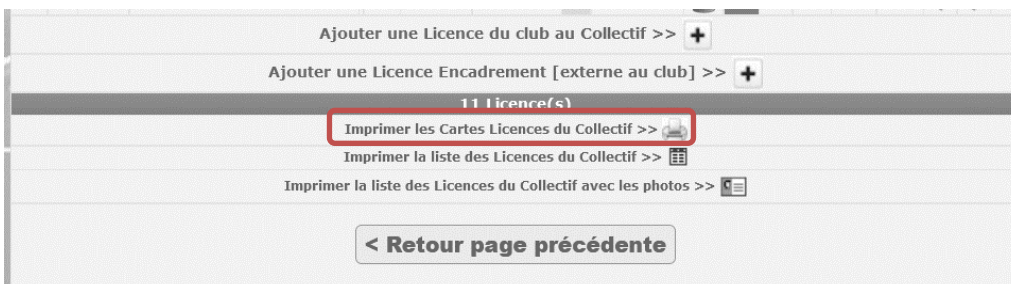 Ajouter une Licence du club au Collectif >>
Ajouter une Licence Encadrement [externe au club] >>
11 Licence(s)
Imprimer les Cartes Licences du Collectif >>
Imprimer la liste des Licences du Collectif >>
Imprimer la liste des Licences du Collectif avec les photos >>
< Retour page précédente